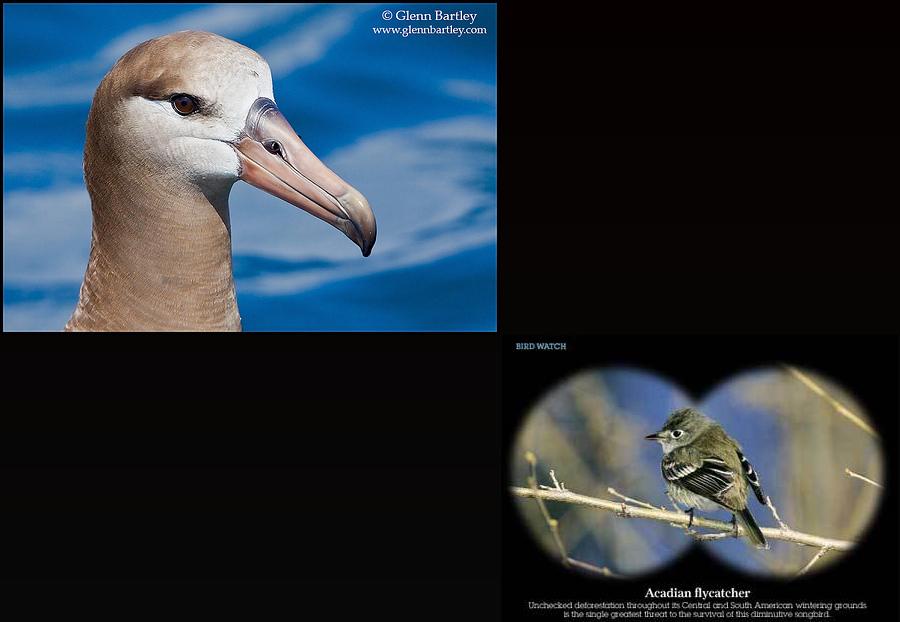 © Glenn Bartley
www.glennbartley.com
BIRD WATCH
Acadian flycatcher
Unchecked deforestation throughout its Central and South American wintering grounds
is the single greatest threat to the survival of this diminutive songbird.